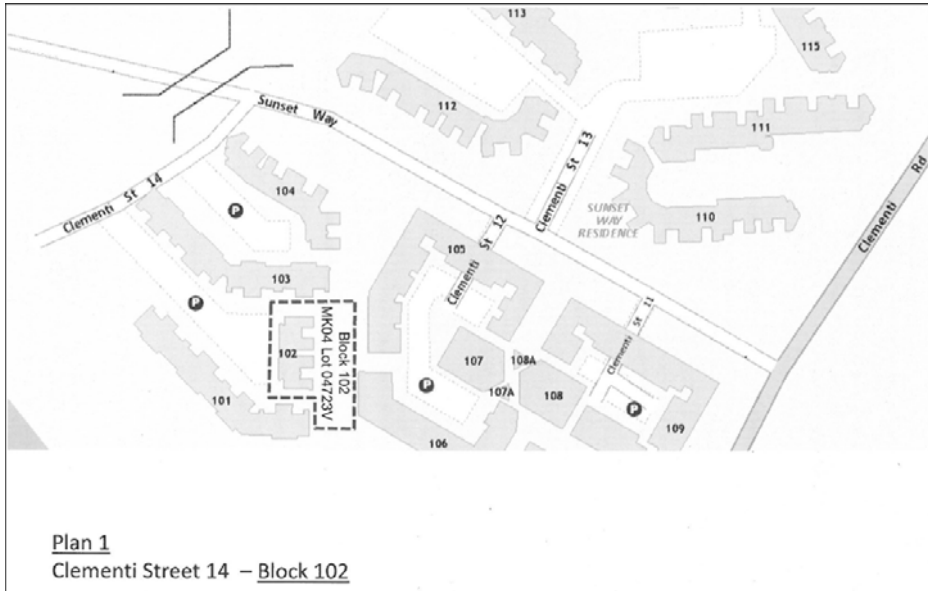 113
115
112
111
Sunset Way
Clementi St 13
Clementi St 14
104
P
SUNSET
WAY
RESIDENCE
110
Clementi Rd
105
Clementi St 12
103
P
Clementi St 11
Block 102
MK04 Lot 04723V
102
107
108A
101
P
107A
108
P
106
109
Plan 1
Clementi Street 14 – Block 102